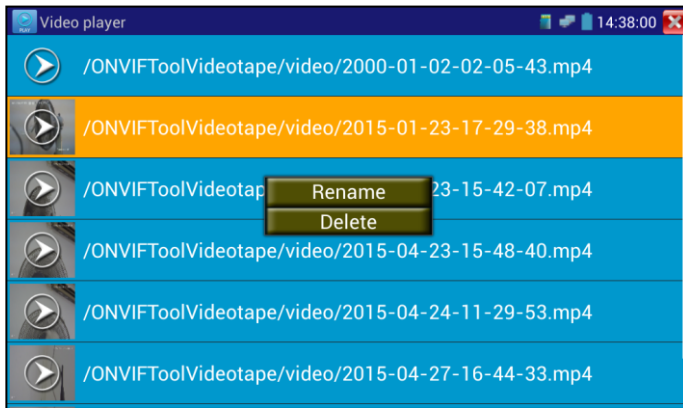 PLAY Video player 14:38:00
/ONVIFToolVideotape/video/2000-01-02-02-05-43.mp4
/ONVIFToolVideotape/video/2015-01-23-17-29-38.mp4
/ONVIFToolVideotap 23-15-42-07.mp4
Rename
Delete
/ONVIFToolVideotape/video/2015-04-23-15-48-40.mp4
/ONVIFToolVideotape/video/2015-04-24-11-29-53.mp4
/ONVIFToolVideotape/video/2015-04-27-16-44-33.mp4